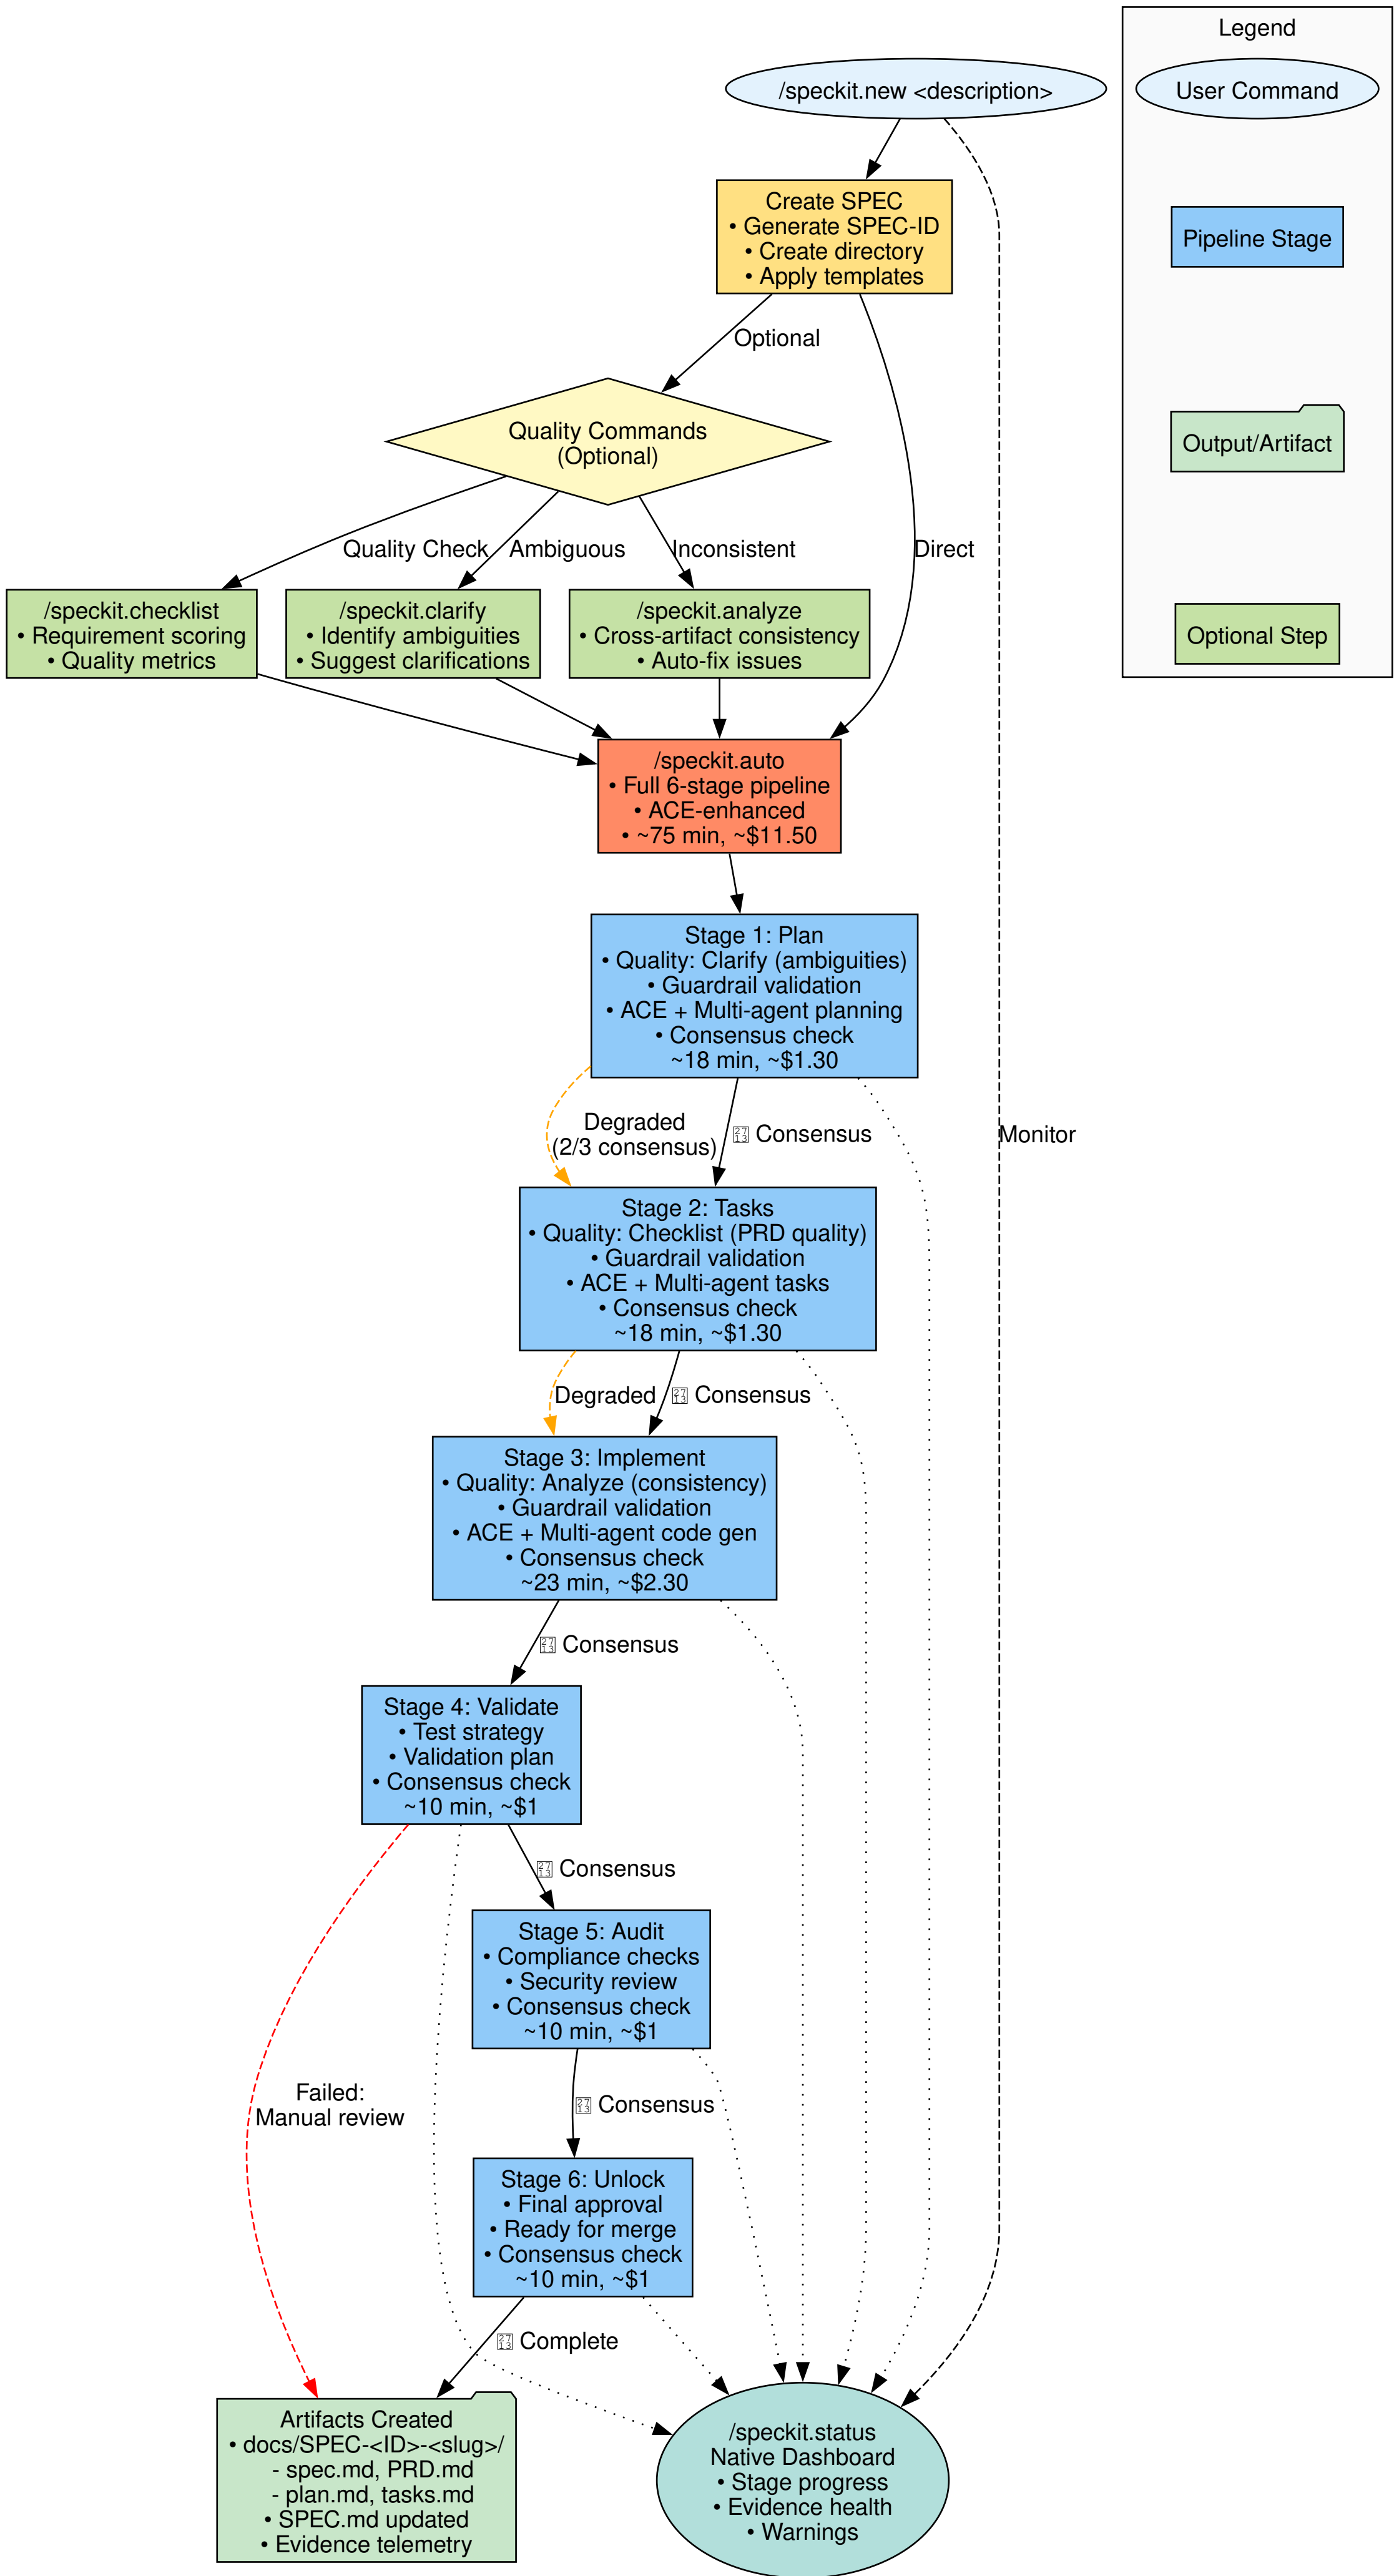 Legend
/speckit.new <description>
User Command
Create SPEC
• Generate SPEC-ID
• Create directory
• Apply templates
Pipeline Stage
Optional
Quality Commands
(Optional)
Output/Artifact
Quality Check
Ambiguous
Inconsistent
Direct
/speckit.checklist
• Requirement scoring
• Quality metrics
/speckit.clarify
• Identify ambiguities
• Suggest clarifications
/speckit.analyze
• Cross-artifact consistency
• Auto-fix issues
Optional Step
/speckit.auto
• Full 6-stage pipeline
• ACE-enhanced
• ~75 min, ~$11.50
Stage 1: Plan
• Quality: Clarify (ambiguities)
• Guardrail validation
• ACE + Multi-agent planning
• Consensus check
~18 min, ~$1.30
Degraded
(2/3 consensus)
2713 Consensus
Monitor
Stage 2: Tasks
• Quality: Checklist (PRD quality)
• Guardrail validation
• ACE + Multi-agent tasks
• Consensus check
~18 min, ~$1.30
Degraded
2713 Consensus
Stage 3: Implement
• Quality: Analyze (consistency)
• Guardrail validation
• ACE + Multi-agent code gen
• Consensus check
~23 min, ~$2.30
2713 Consensus
Stage 4: Validate
• Test strategy
• Validation plan
• Consensus check
~10 min, ~$1
2713 Consensus
Stage 5: Audit
• Compliance checks
• Security review
• Consensus check
~10 min, ~$1
Failed:
Manual review
2713 Consensus
Stage 6: Unlock
• Final approval
• Ready for merge
• Consensus check
~10 min, ~$1
2713 Complete
Artifacts Created
• docs/SPEC-<ID>-<slug>/
- spec.md, PRD.md
- plan.md, tasks.md
• SPEC.md updated
• Evidence telemetry
/speckit.status
Native Dashboard
• Stage progress
• Evidence health
• Warnings